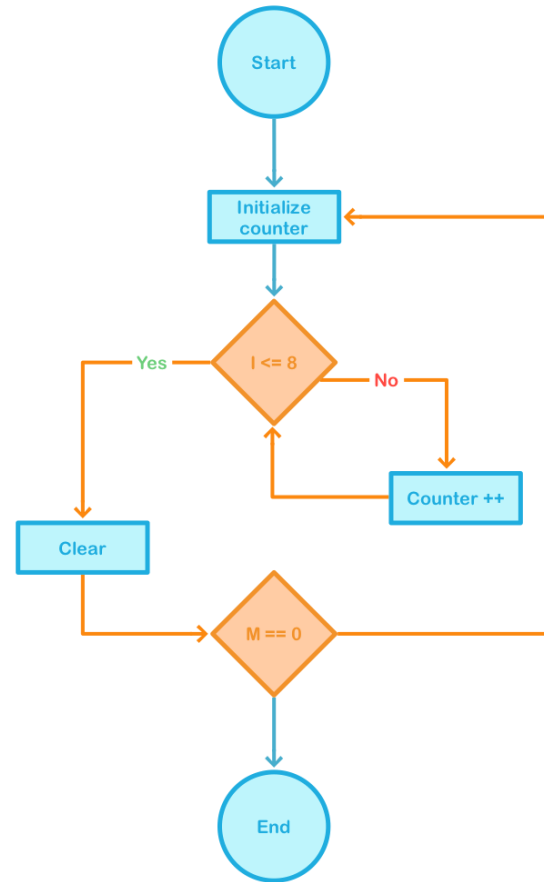 Start
Initialize
counter
I <= 8
Yes
No
Counter ++
Clear
M == 0
End